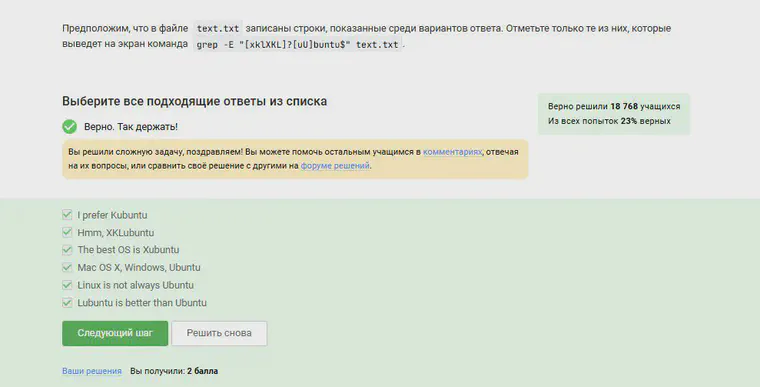 Предположим, что в файле text.txt записаны строки, показанные среди вариантов ответа. Отметьте только те из них, которые
выведет на экран команда grep -E "[xklXKL]?[uU]buntu$" text.txt.
Выберите все подходящие ответы из списка
Верно решили 18 768 учащихся
Из всех попыток 23% верных
Верно. Так держать!
Вы решили сложную задачу, поздравляем! Вы можете помочь остальным учащимся в комментариях, отвечая
на их вопросы, или сравнить своё решение с другими на форуме решений.
I prefer Kubuntu
Hmm, XKLubuntu
The best OS is Xubuntu
Mac OS X, Windows, Ubuntu
Linux is not always Ubuntu
Lubuntu is better than Ubuntu
Следующий шаг
Решить снова
Ваши решения Вы получили: 2 балла